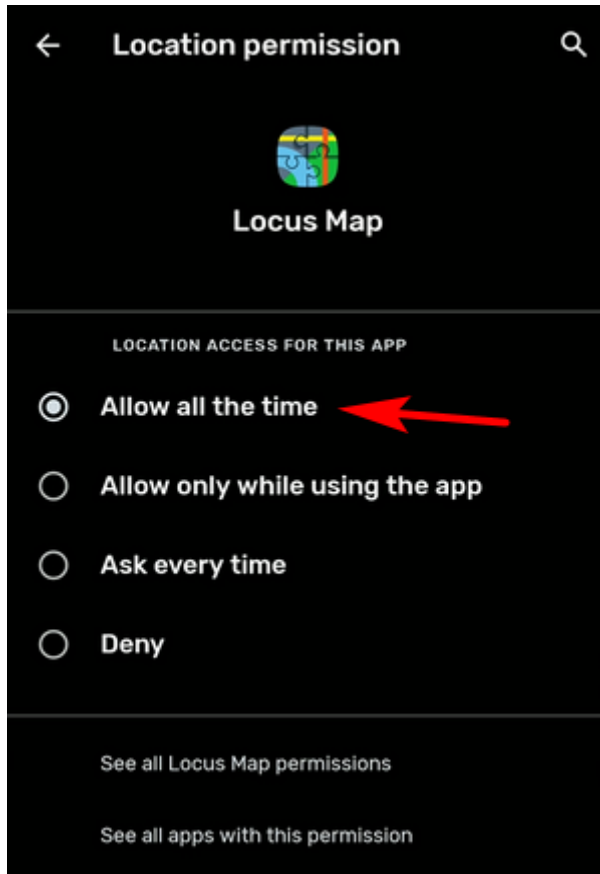 Location permission
Locus Map
LOCATION ACCESS FOR THIS APP
Allow all the time
Allow only while using the app
Ask every time
Deny
See all Locus Map permissions
See all apps with this permission